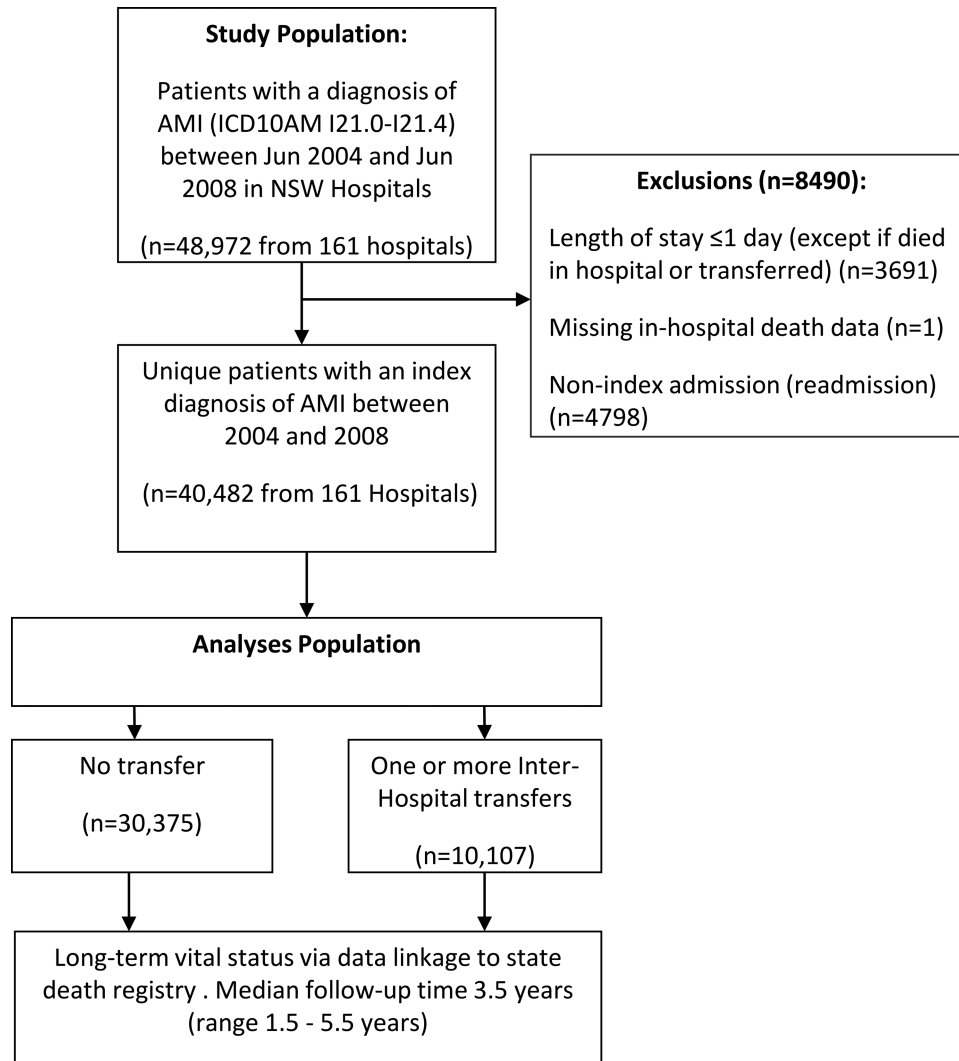 Study Population:
Patients with a diagnosis of
AMI (ICD10AM I21.0-I21.4)
between Jun 2004 and Jun
2008 in NSW Hospitals
(n=48,972 from 161 hospitals)
Exclusions (n=8490):
Length of stay ≤1 day (except if died
in hospital or transferred) (n=3691)
Missing in-hospital death data (n=1)
Non-index admission (readmission)
(n=4798)
Unique patients with an index
diagnosis of AMI between
2004 and 2008
(n=40,482 from 161 Hospitals)
Analyses Population
No transfer
(n=30,375)
One or more Inter-
Hospital transfers
(n=10,107)
Long-term vital status via data linkage to state
death registry . Median follow-up time 3.5 years
(range 1.5 - 5.5 years)